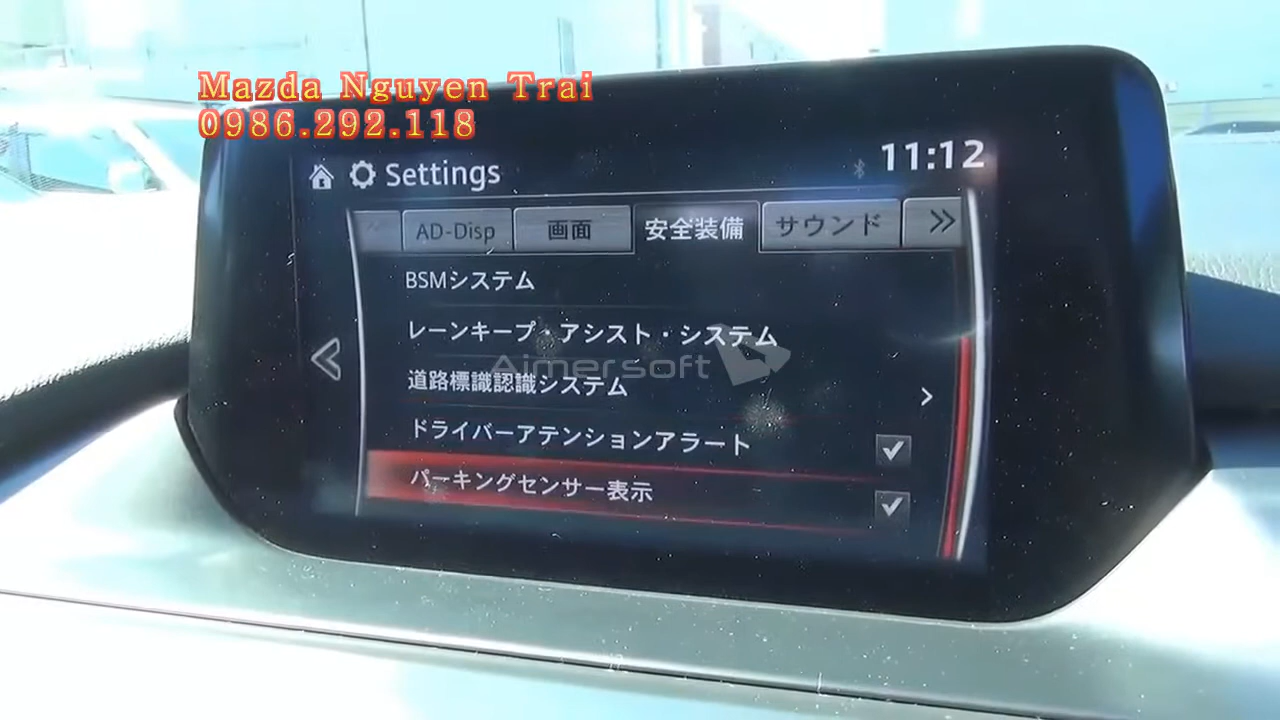 Mazda Nguyen Trai
0986.292.118
Settings
11:12
AD-Disp
画面
安全装備
サウンド
BSMシステム
レーンキープ・アシスト・システム
Aimersoft
道路標識認識システム
ドライバーアテンションアラート
パーキングセンサー表示